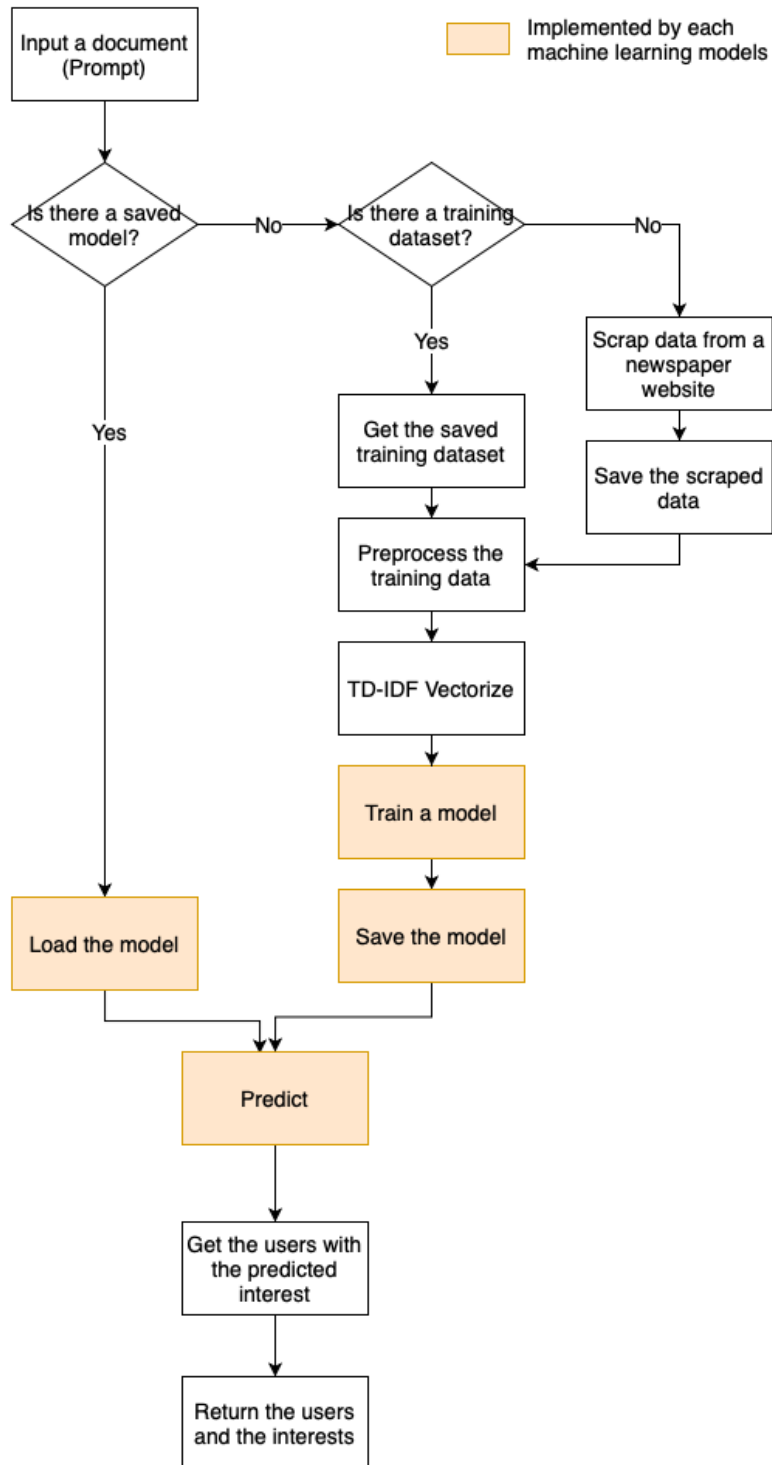 Input a document
(Prompt)
Implemented by each
machine learning models
Is there a saved
model?
No
Is there a training
dataset?
No
Yes
Scrap data from a
newspaper
website
Yes
Get the saved
training dataset
Save the scraped
data
Preprocess the
training data
TD-IDF Vectorize
Train a model
Load the model
Save the model
Predict
Get the users with
the predicted
interest
Return the users
and the interests